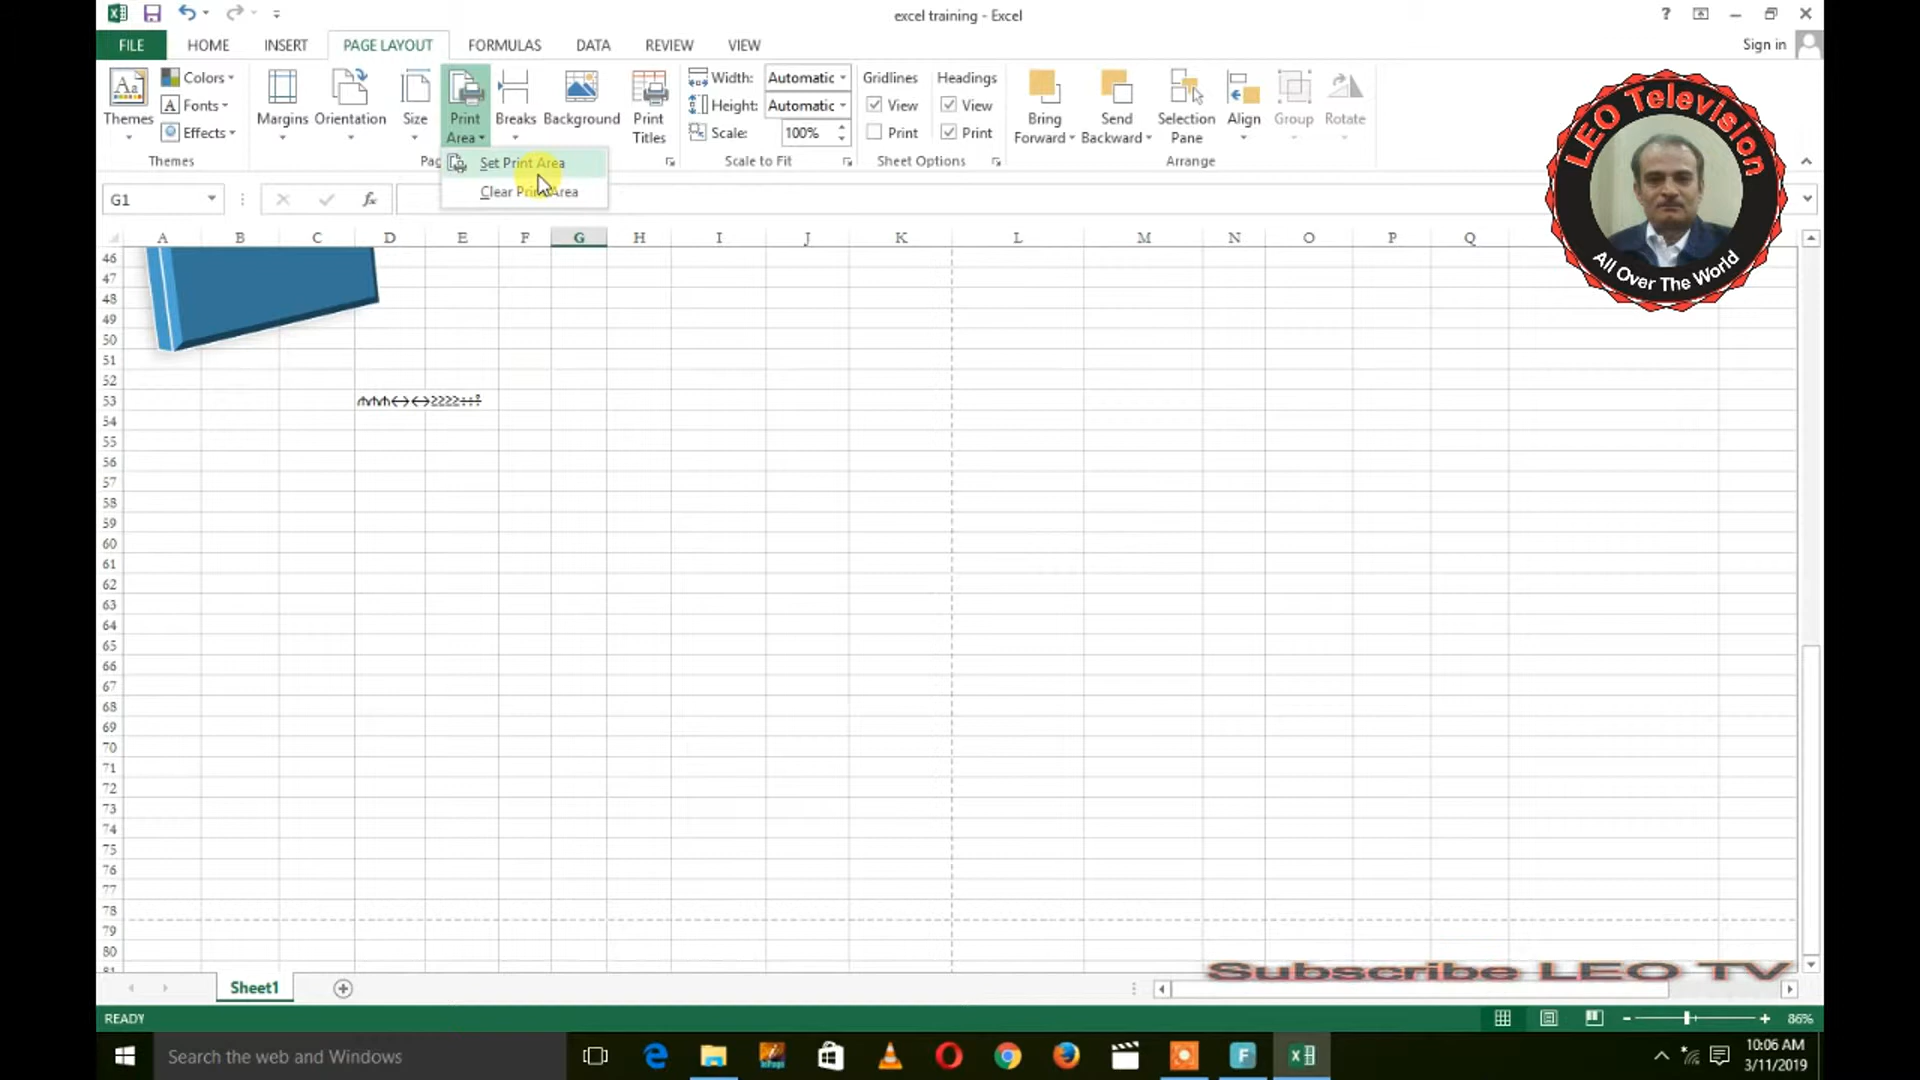 excel training - Excel
FILE HOME INSERT PAGE LAYOUT FORMULAS DATA REVIEW VIEW Sign in
Themes Colors Fonts Effects Margins Orientation Size Print Area Breaks Background Print Titles Width: Automatic Height: Automatic Scale: 100% Gridlines View Print Headings View Print Bring Forward Send Backward Selection Pane Align Group Rotate
Themes Scale to Fit Sheet Options Arrange
Set Print Area
Clear Print Area
G1 fx
A B C D E F G H I J K L M N O P Q
46
47
48
49
50
51
52
53
54
55
56
57
58
59
60
61
62
63
64
65
66
67
68
69
70
71
72
73
74
75
76
77
78
79
80
LEO Television
All Over The World
Subscribe LEO TV
Sheet1
READY 86%
Search the web and Windows
10:06 AM
3/11/2019